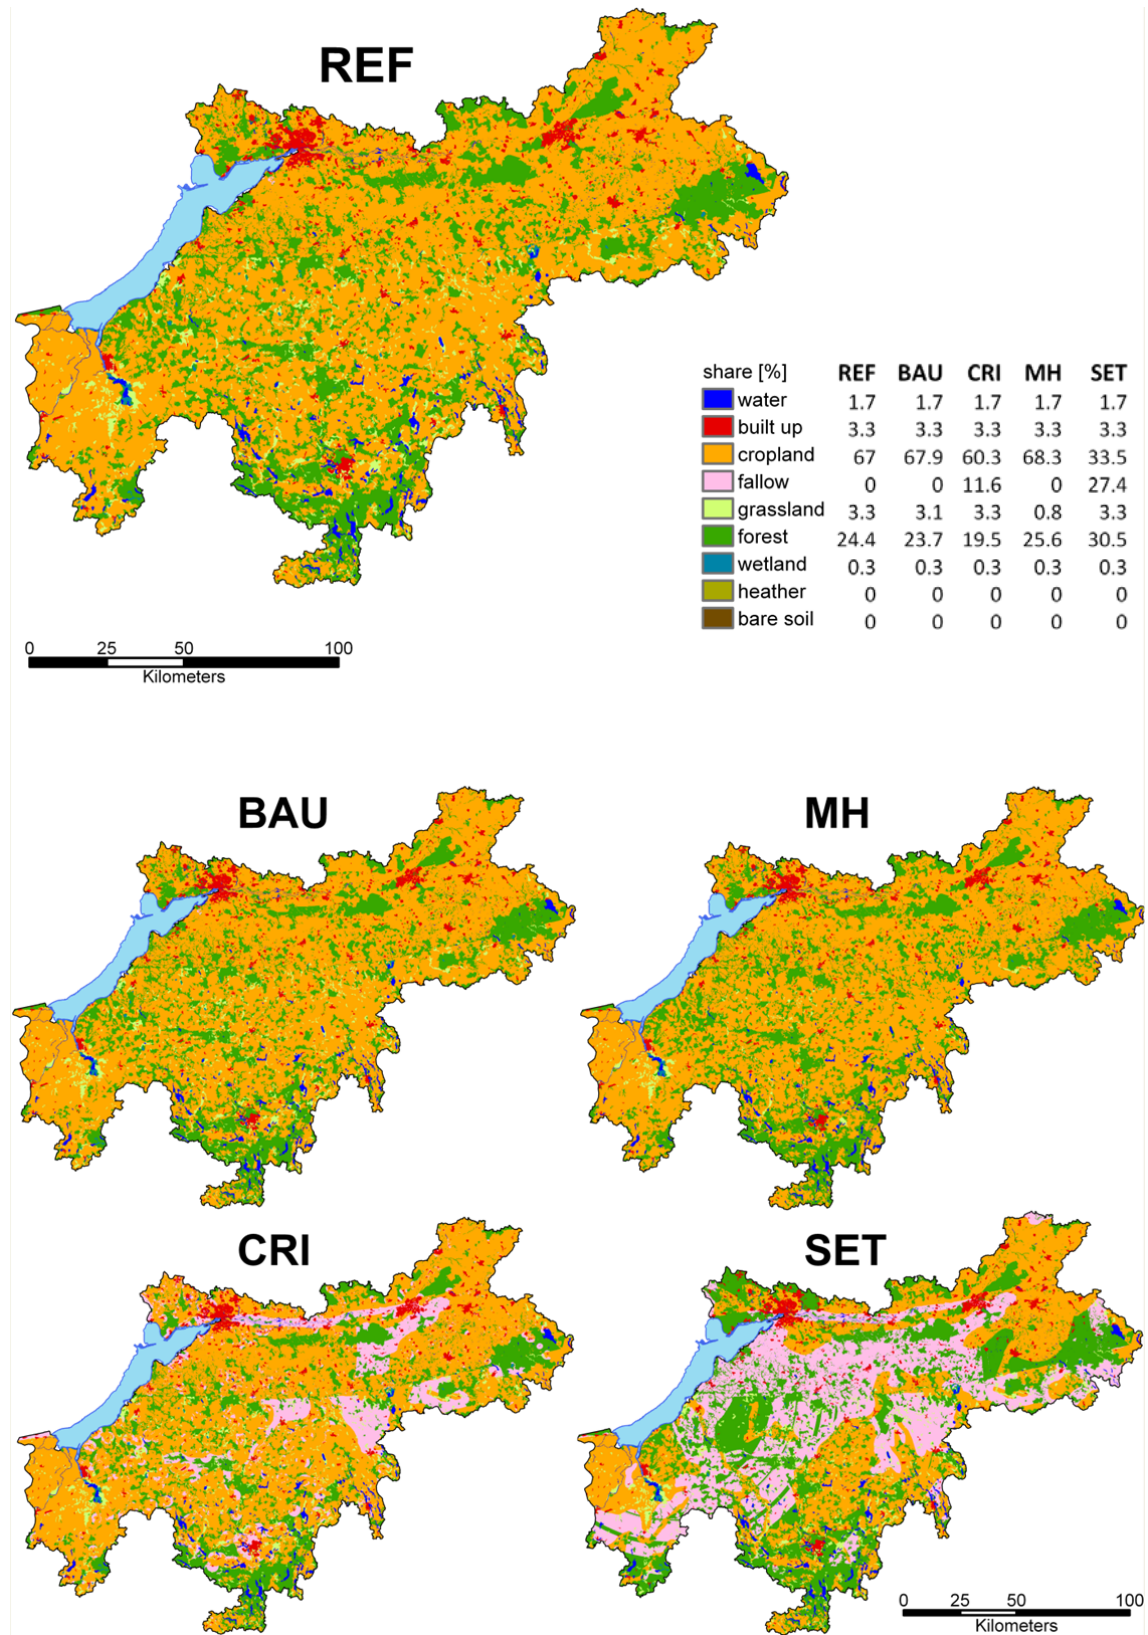 REF
share [%] REF BAU CRI MH SET
water 1.7 1.7 1.7 1.7 1.7
built up 3.3 3.3 3.3 3.3 3.3
cropland 67 67.9 60.3 68.3 33.5
fallow 0 0 11.6 0 27.4
grassland 3.3 3.1 3.3 0.8 3.3
forest 24.4 23.7 19.5 25.6 30.5
wetland 0.3 0.3 0.3 0.3 0.3
heather 0 0 0 0 0
bare soil 0 0 0 0 0
0 25 50 100
Kilometers
BAU MH
CRI SET
0 25 50 100
Kilometers